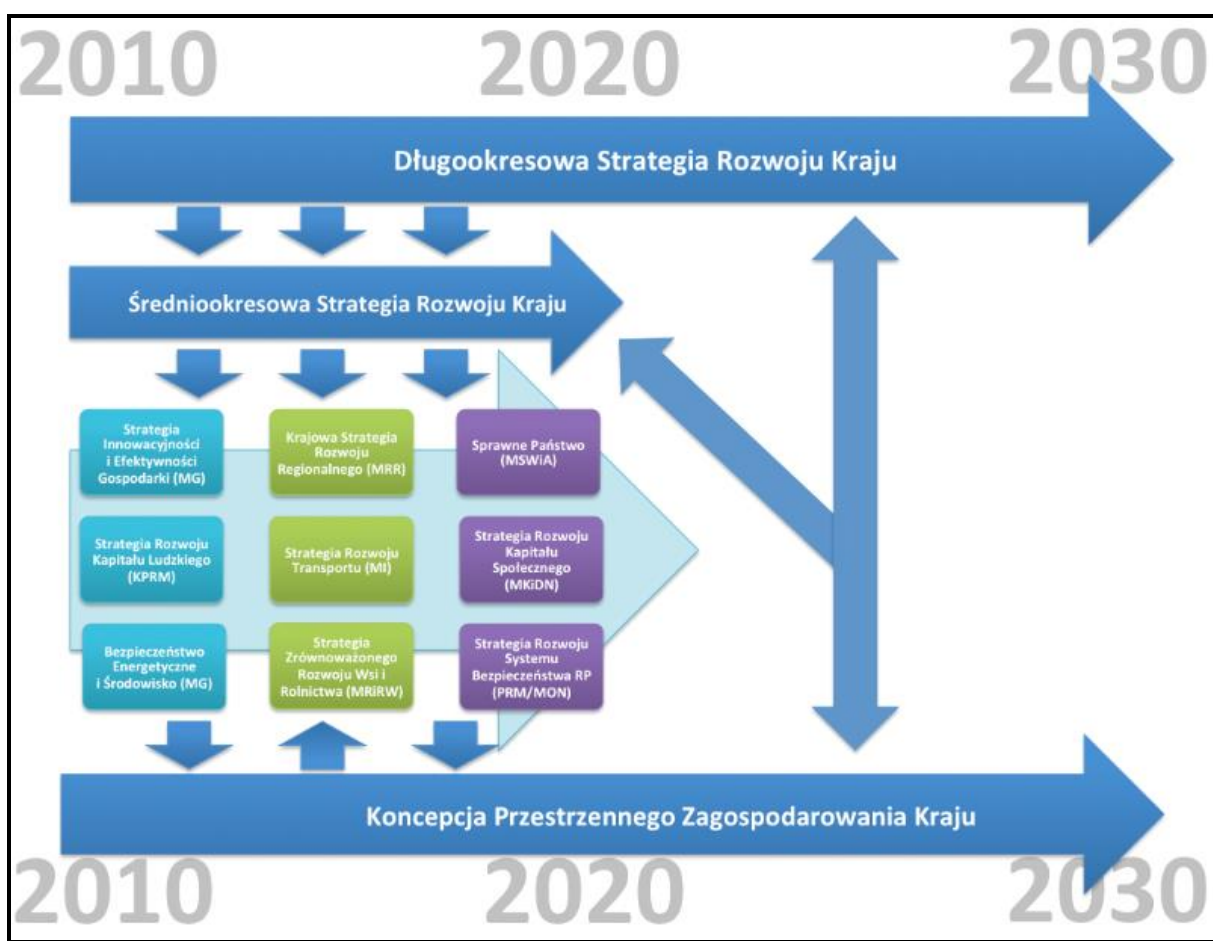 2010
2020
2030
Długookresowa Strategia Rozwoju Kraju
Średniookresowa Strategia Rozwoju Kraju
Strategia
Innowacyjności
i Efektywności
Gospodarki (MG)
Krajowa Strategia
Rozwoju
Regionalnego (MRR)
Sprawne Państwo
(MSWiA)
Strategia Rozwoju
Kapitału Ludzkiego
(KPRM)
Strategia Rozwoju
Transportu (MI)
Strategia Rozwoju
Kapitału
Społecznego
(MKiDN)
Bezpieczeństwo
Energetyczne
i Środowisko (MG)
Strategia
Zrównoważonego
Rozwoju Wsi i
Rolnictwa (MRiRW)
Strategia Rozwoju
Systemu
Bezpieczeństwa RP
(PRM/MON)
Koncepcja Przestrzennego Zagospodarowania Kraju
2010
2020
2030